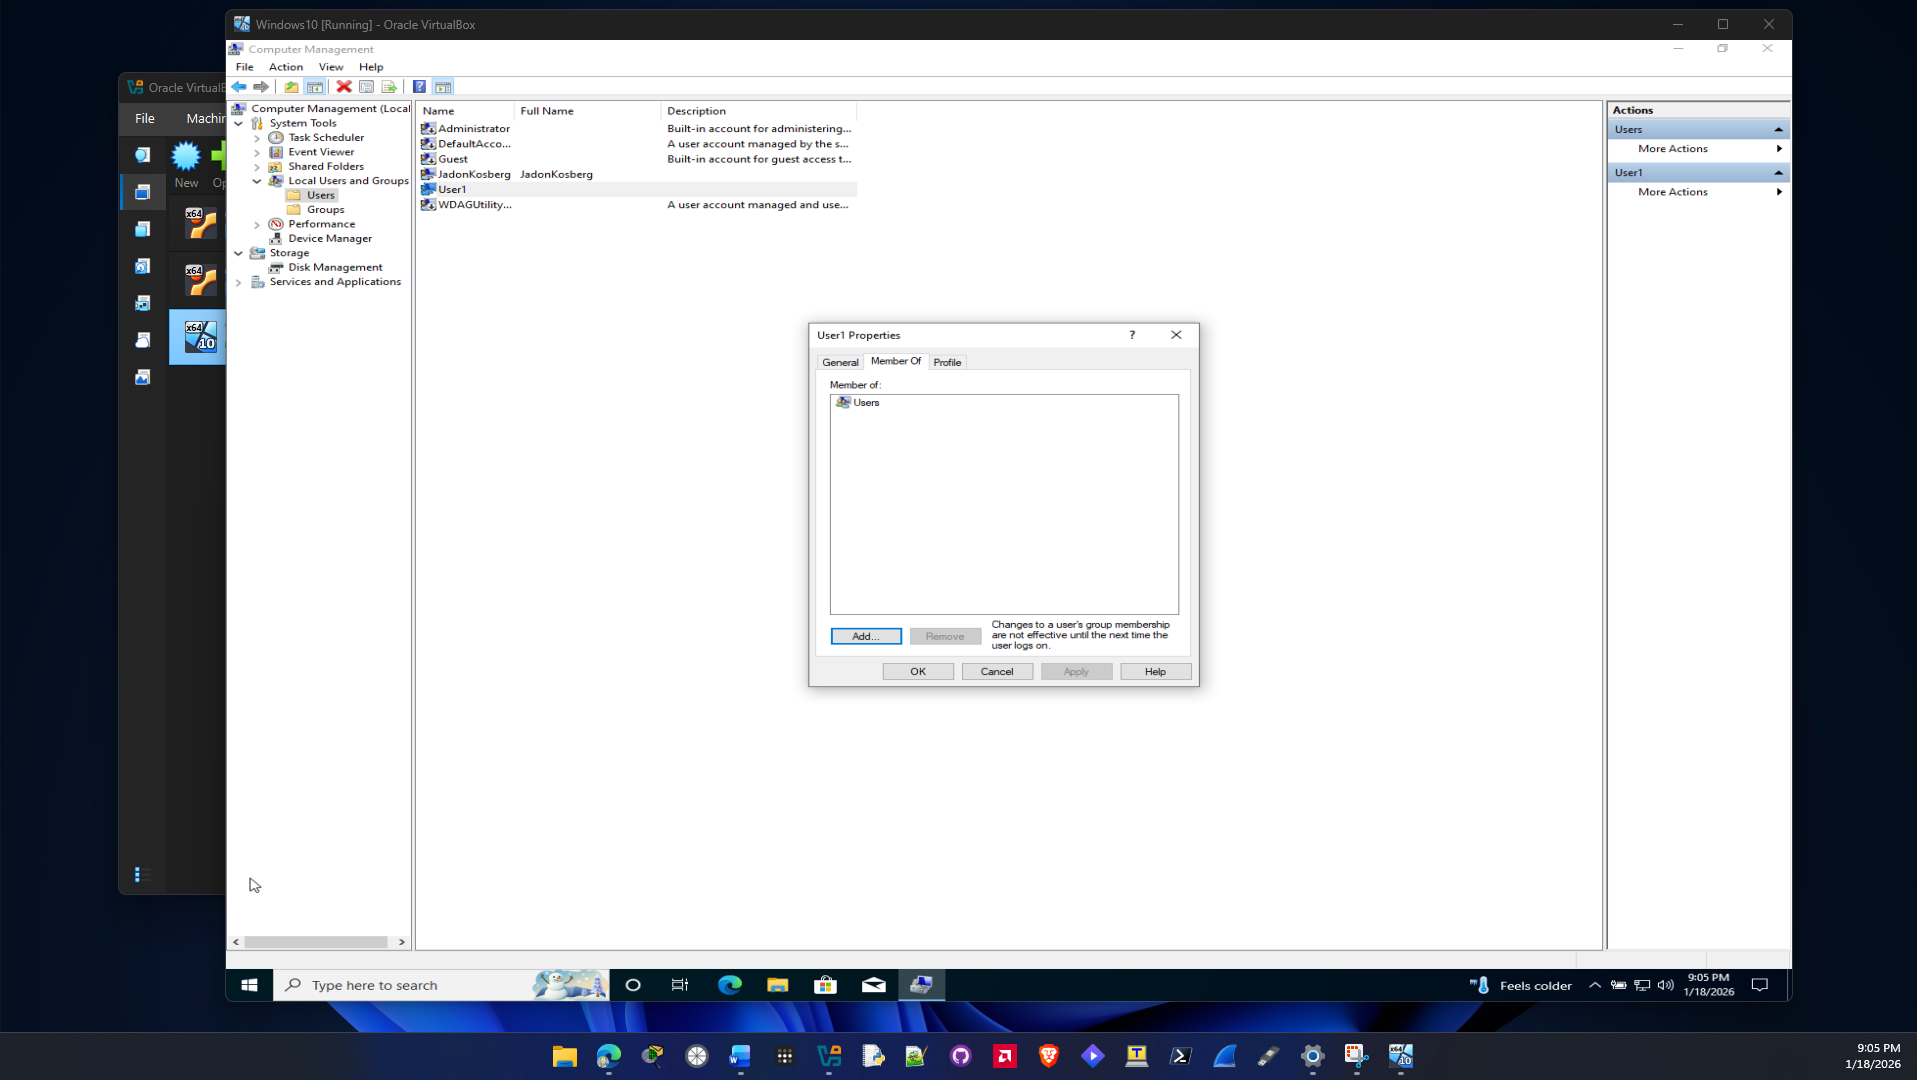 Windows10 [Running] - Oracle VirtualBox
Computer Management
File Action View Help
Oracle VirtualB
File Machin
New Op
x64
x64
x64
10
Computer Management (Local
System Tools
Task Scheduler
Event Viewer
Shared Folders
Local Users and Groups
Users
Groups
Performance
Device Manager
Storage
Disk Management
Services and Applications
Name Full Name Description
Administrator Built-in account for administering...
DefaultAcco... A user account managed by the s...
Guest Built-in account for guest access t...
JadonKosberg JadonKosberg
User1
WDAGUtility... A user account managed and use...
Actions
Users
More Actions
User1
More Actions
User1 Properties
General Member Of Profile
Member of:
Users
Add... Remove
Changes to a user's group membership
are not effective until the next time the
user logs on.
OK Cancel Apply Help
Type here to search
Feels colder
9:05 PM
1/18/2026
9:05 PM
1/18/2026